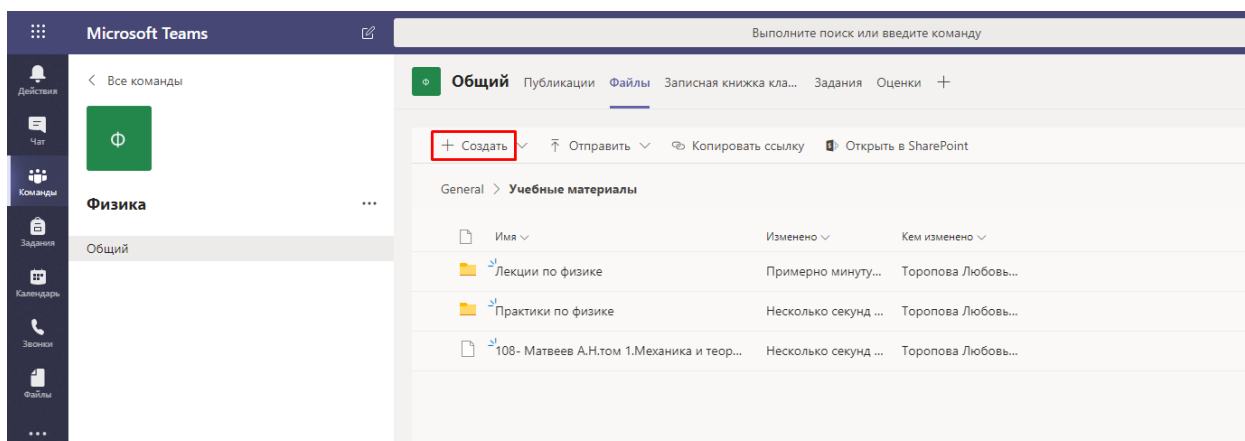 Microsoft Teams
Выполните поиск или введите команду
Действия
Чат
Команды
Задания
Календарь
Звонки
Файлы
Все команды
Ф
Физика
Общий
Ф
Общий Публикации Файлы Записная книжка кла... Задания Оценки +
+ Создать Отправить Копировать ссылку Открыть в SharePoint
General > Учебные материалы
Имя Изменено Кем изменено
Лекции по физике Примерно минуту... Торопова Любовь...
Практики по физике Несколько секунд ... Торопова Любовь...
108- Матвеев А.Н.том 1.Механика и теор... Несколько секунд ... Торопова Любовь...